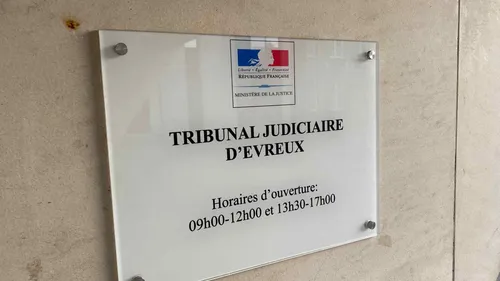 Liberté • Égalité • Fraternité
RÉPUBLIQUE FRANÇAISE
MINISTÈRE DE LA JUSTICE
TRIBUNAL JUDICIAIRE
D'EVREUX
Horaires d'ouverture:
09h00-12h00 et 13h30-17h00